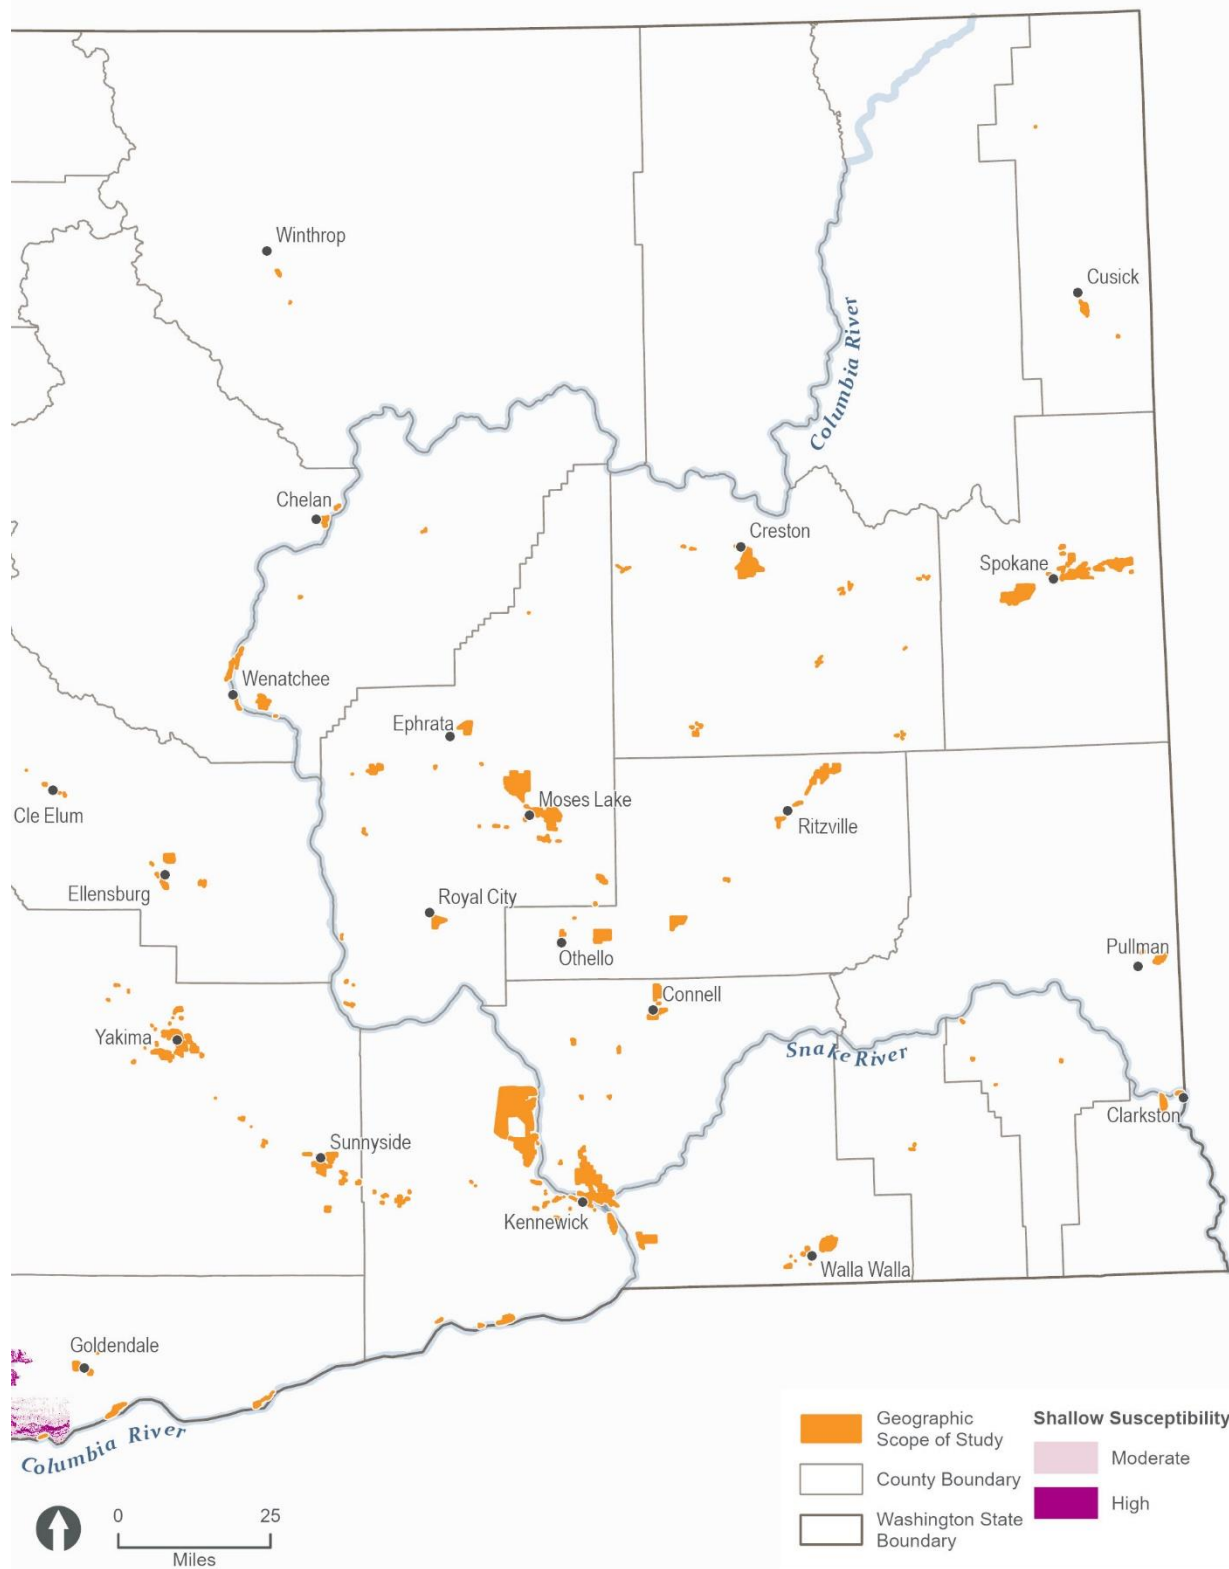 Winthrop
Cusick
Columbia River
Chelan
Creston
Spokane
Wenatchee
Ephrata
Moses Lake
Cle Elum
Ritzville
Ellensburg
Royal City
Othello
Pullman
Connell
Yakima
Snake River
Clarkston
Sunnyside
Kennewick
Walla Walla
Goldendale
Columbia River
Geographic
Scope of Study
County Boundary
Washington State
Boundary
Shallow Susceptibility
Moderate
High
0 25
Miles